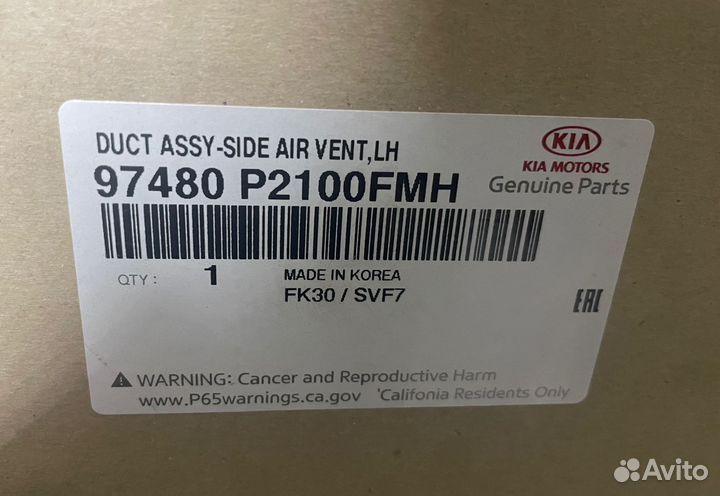 DUCT ASSY-SIDE AIR VENT,LH
97480 P2100FMH
KIA
KIA MOTORS
Genuine Parts
QTY : 1
MADE IN KOREA
FK30 / SVF7
EAC
WARNING: Cancer and Reproductive Harm
www.P65warnings.ca.gov 'Califonia Residents Only
Avito